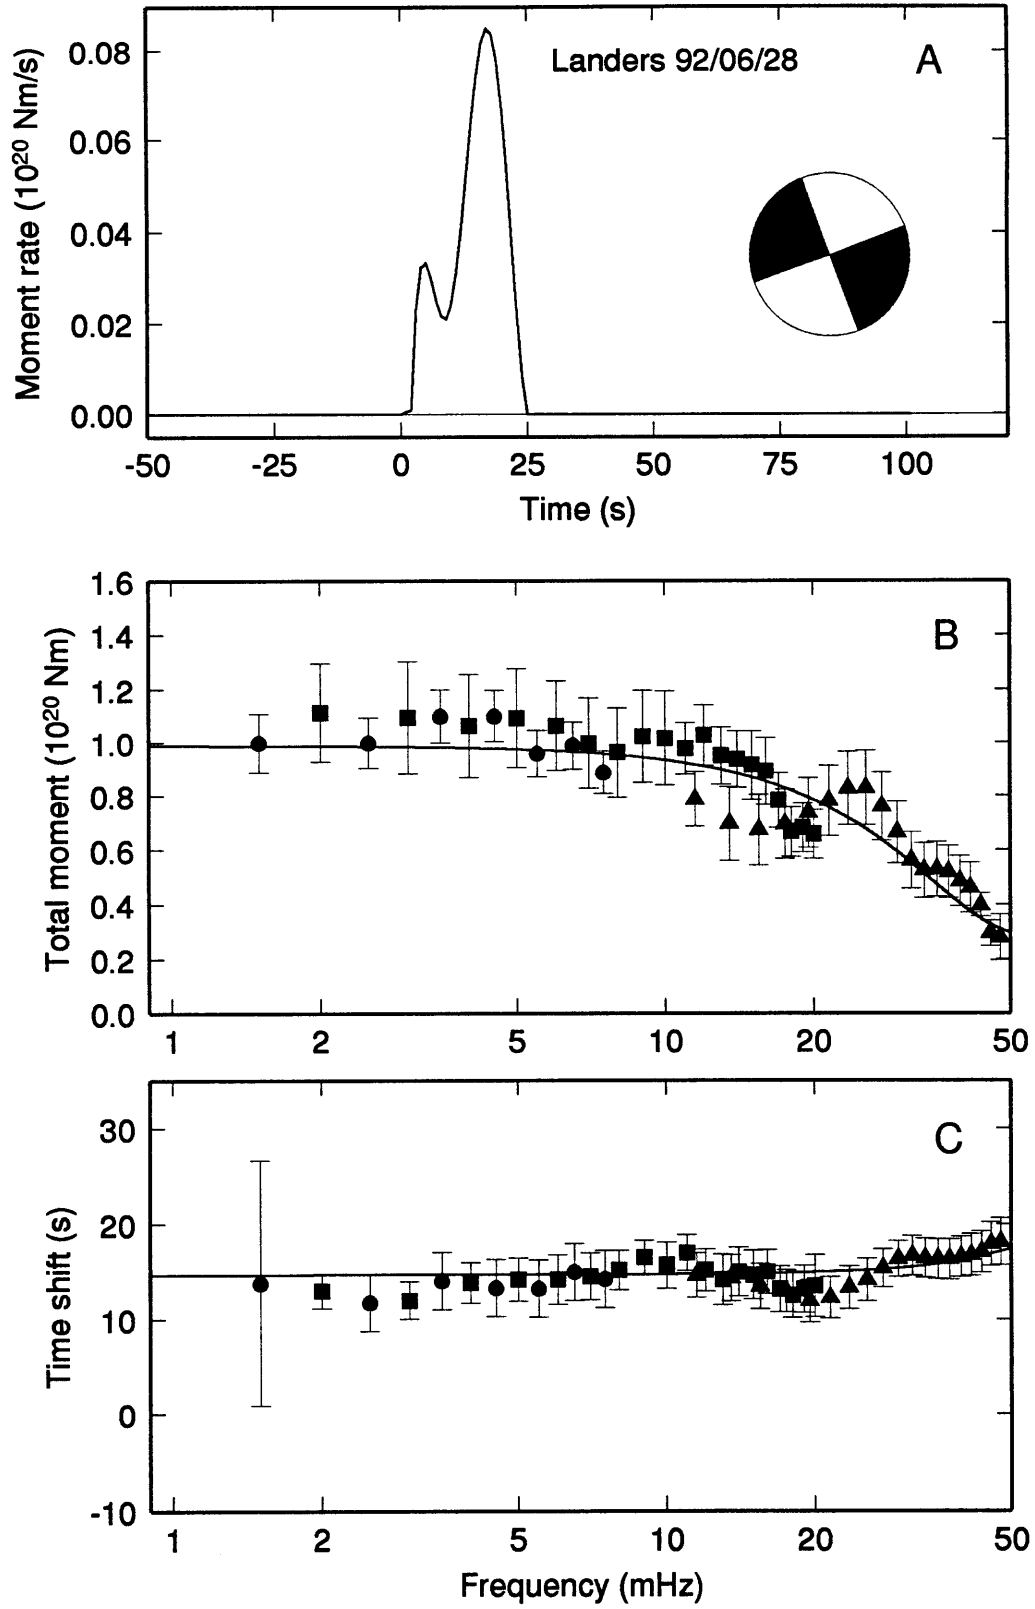 Landers 92/06/28
A
Moment rate (10²⁰ Nm/s)
0.08
0.06
0.04
0.02
0.00
-50 -25 0 25 50 75 100
Time (s)
B
Total moment (10²⁰ Nm)
1.6
1.4
1.2
1.0
0.8
0.6
0.4
0.2
0.0
1 2 5 10 20 50
C
Time shift (s)
30
20
10
0
-10
1 2 5 10 20 50
Frequency (mHz)